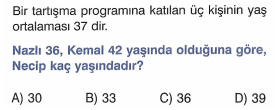 Bir tartışma programına katılan üç kişinin yaş
ortalaması 37 dir.
Nazlı 36, Kemal 42 yaşında olduğuna göre,
Necip kaç yaşındadır?
A) 30 B) 33 C) 36 D) 39